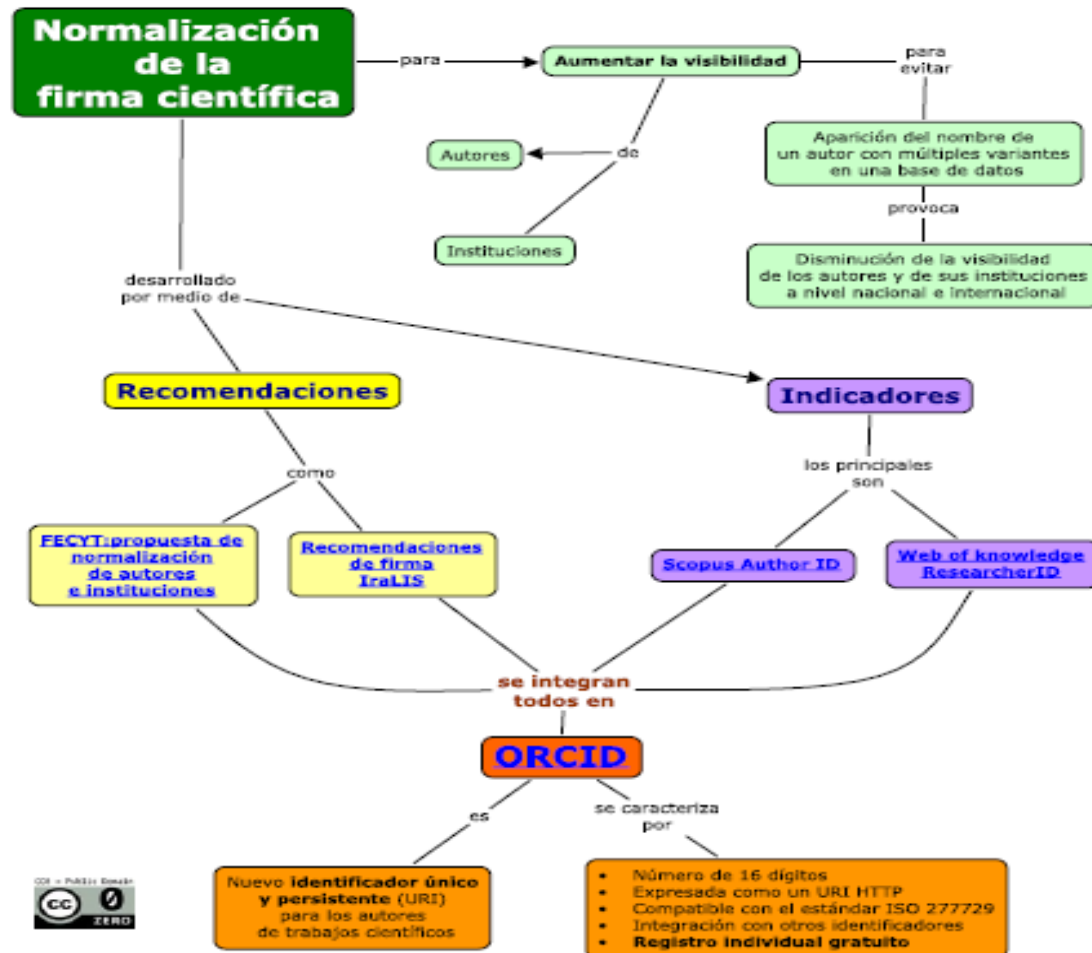 Normalización
de la
firma científica
para
Aumentar la visibilidad
para
evitar
Autores
de
Instituciones
Aparición del nombre de
un autor con múltiples variantes
en una base de datos
provoca
Disminución de la visibilidad
de los autores y de sus instituciones
a nivel nacional e internacional
desarrollado
por medio de
Recomendaciones
Indicadores
como
los principales
son
FECYT:propuesta de
normalización
de autores
e instituciones
Recomendaciones
de firma
IraLIS
Scopus Author ID
Web of knowledge
ResearcherID
se integran
todos en
ORCID
es
se caracteriza
por
Nuevo identificador único
y persistente (URI)
para los autores
de trabajos científicos
• Número de 16 dígitos
• Expresada como un URI HTTP
• Compatible con el estándar ISO 277729
• Integración con otros identificadores
• Registro individual gratuito
CC0 = Public Domain
cc 0
ZERO